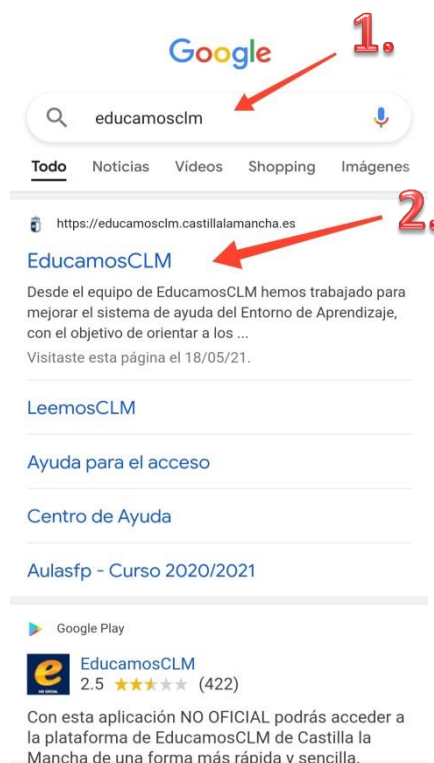 Google
1.
educamosclm
Todo Noticias Vídeos Shopping Imágenes
https://educamosclm.castillalamancha.es
2.
EducamosCLM
Desde el equipo de EducamosCLM hemos trabajado para
mejorar el sistema de ayuda del Entorno de Aprendizaje,
con el objetivo de orientar a los ...
Visitaste esta página el 18/05/21.
LeemosCLM
Ayuda para el acceso
Centro de Ayuda
Aulasfp - Curso 2020/2021
Google Play
e
NO OFICIAL
EducamosCLM
2.5 (422)
Con esta aplicación NO OFICIAL podrás acceder a
la plataforma de EducamosCLM de Castilla la
Mancha de una forma más rápida y sencilla.